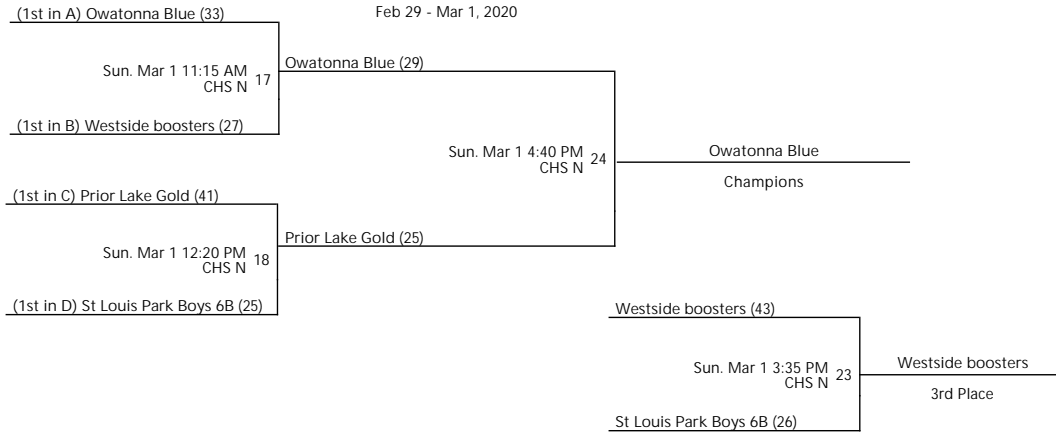 (1st in A) Owatonna Blue (33)
Feb 29 - Mar 1, 2020
Sun. Mar 1 11:15 AM
CHS N
17
Owatonna Blue (29)
(1st in B) Westside boosters (27)
Sun. Mar 1 4:40 PM
CHS N
24
Owatonna Blue
Champions
(1st in C) Prior Lake Gold (41)
Sun. Mar 1 12:20 PM
CHS N
18
Prior Lake Gold (25)
(1st in D) St Louis Park Boys 6B (25)
Westside boosters (43)
Sun. Mar 1 3:35 PM
CHS N
23
Westside boosters
3rd Place
St Louis Park Boys 6B (26)